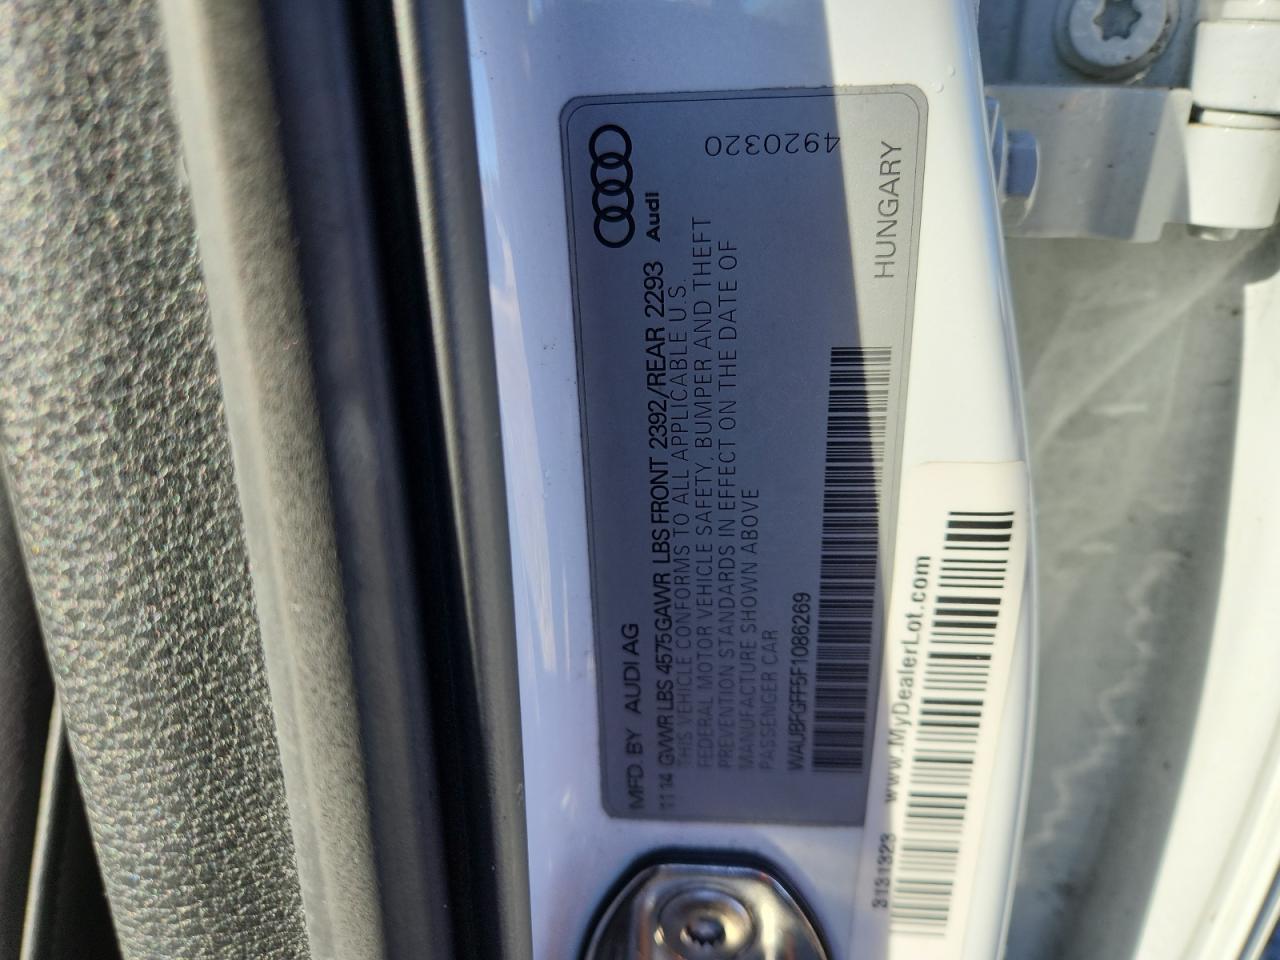 MFD. BY AUDI AG
11 14 GVWR LBS 4575 GAWR LBS FRONT 2392/REAR 2293
THIS VEHICLE CONFORMS TO ALL APPLICABLE U.S.
FEDERAL MOTOR VEHICLE SAFETY, BUMPER AND THEFT
PREVENTION STANDARDS IN EFFECT ON THE DATE OF
MANUFACTURE SHOWN ABOVE
PASSENGER CAR
WAUBFGFF5F1086269
Audi
4920320
HUNGARY
3131323 www.MyDealerLot.com